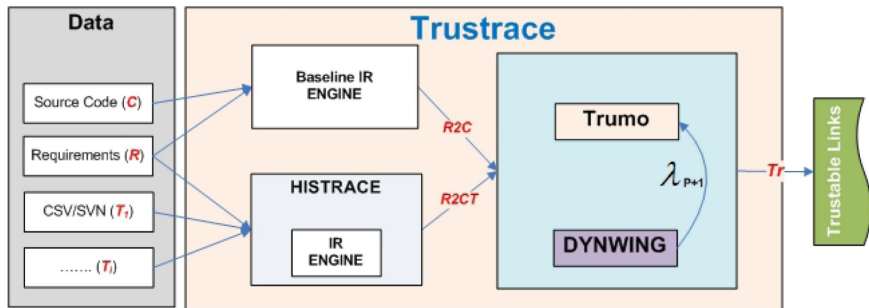 Data
Source Code (C)
Requirements (R)
CSV/SVN (T1)
……. (Ti)
Trustrace
Baseline IR
ENGINE
HISTRACE
IR
ENGINE
R2C
R2CT
Trumo
λP+1
DYNWING
Tr
Trustable Links